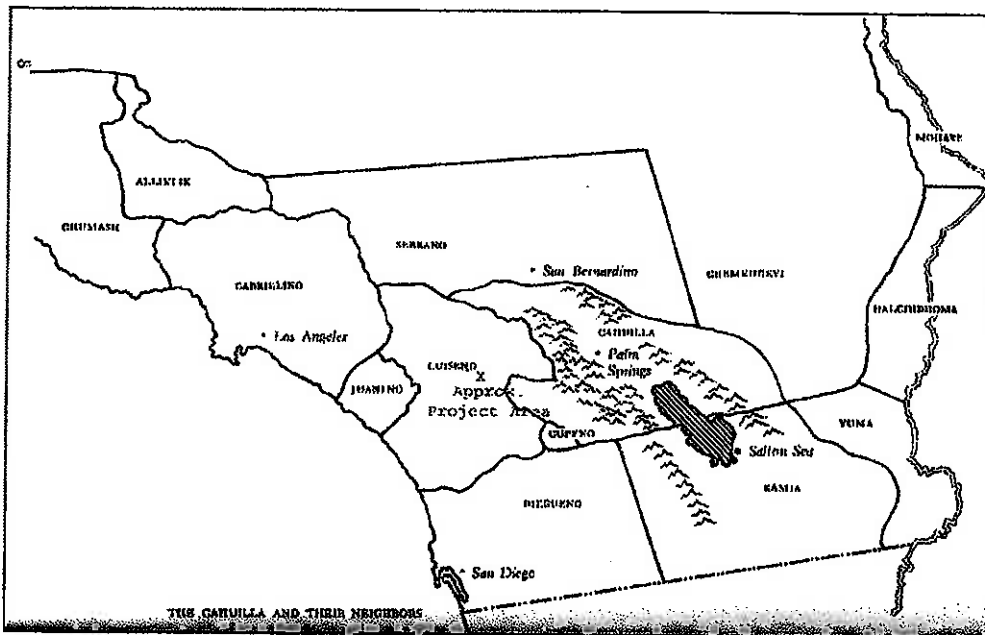 MOHAVE
ALLIKLIK
CHUMASH
SERRANO
San Bernardino
CHEMEHUEVI
GABRIELINO
HALCHIDHOMA
CAHUILLA
Los Angeles
Palm
Springs
LUISENO
X
Approx.
Project Area
JUANENO
CUPENO
YUMA
Salton Sea
KAMIA
DIEGUENO
San Diego
THE CAHUILLA AND THEIR NEIGHBORS